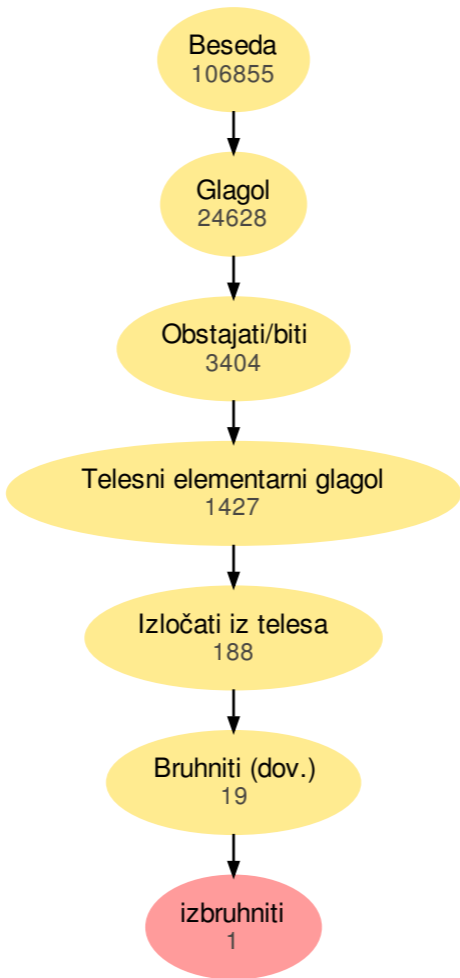 Beseda
106855
Glagol
24628
Obstajati/biti
3404
Telesni elementarni glagol
1427
Izločati iz telesa
188
Bruhniti (dov.)
19
izbruhniti
1